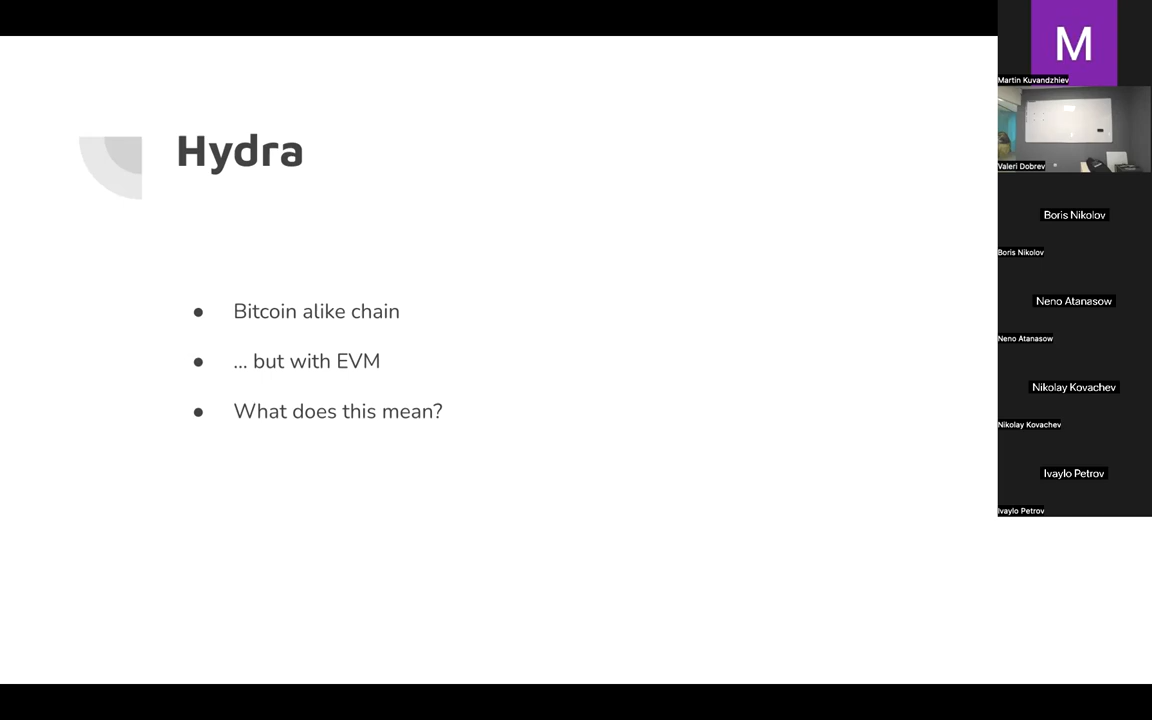 Hydra
● Bitcoin alike chain
● ... but with EVM
● What does this mean?
M
Martin Kuvandzhiev
Valeri Dobrev
Boris Nikolov
Boris Nikolov
Neno Atanasow
Neno Atanasow
Nikolay Kovachev
Nikolay Kovachev
Ivaylo Petrov
Ivaylo Petrov